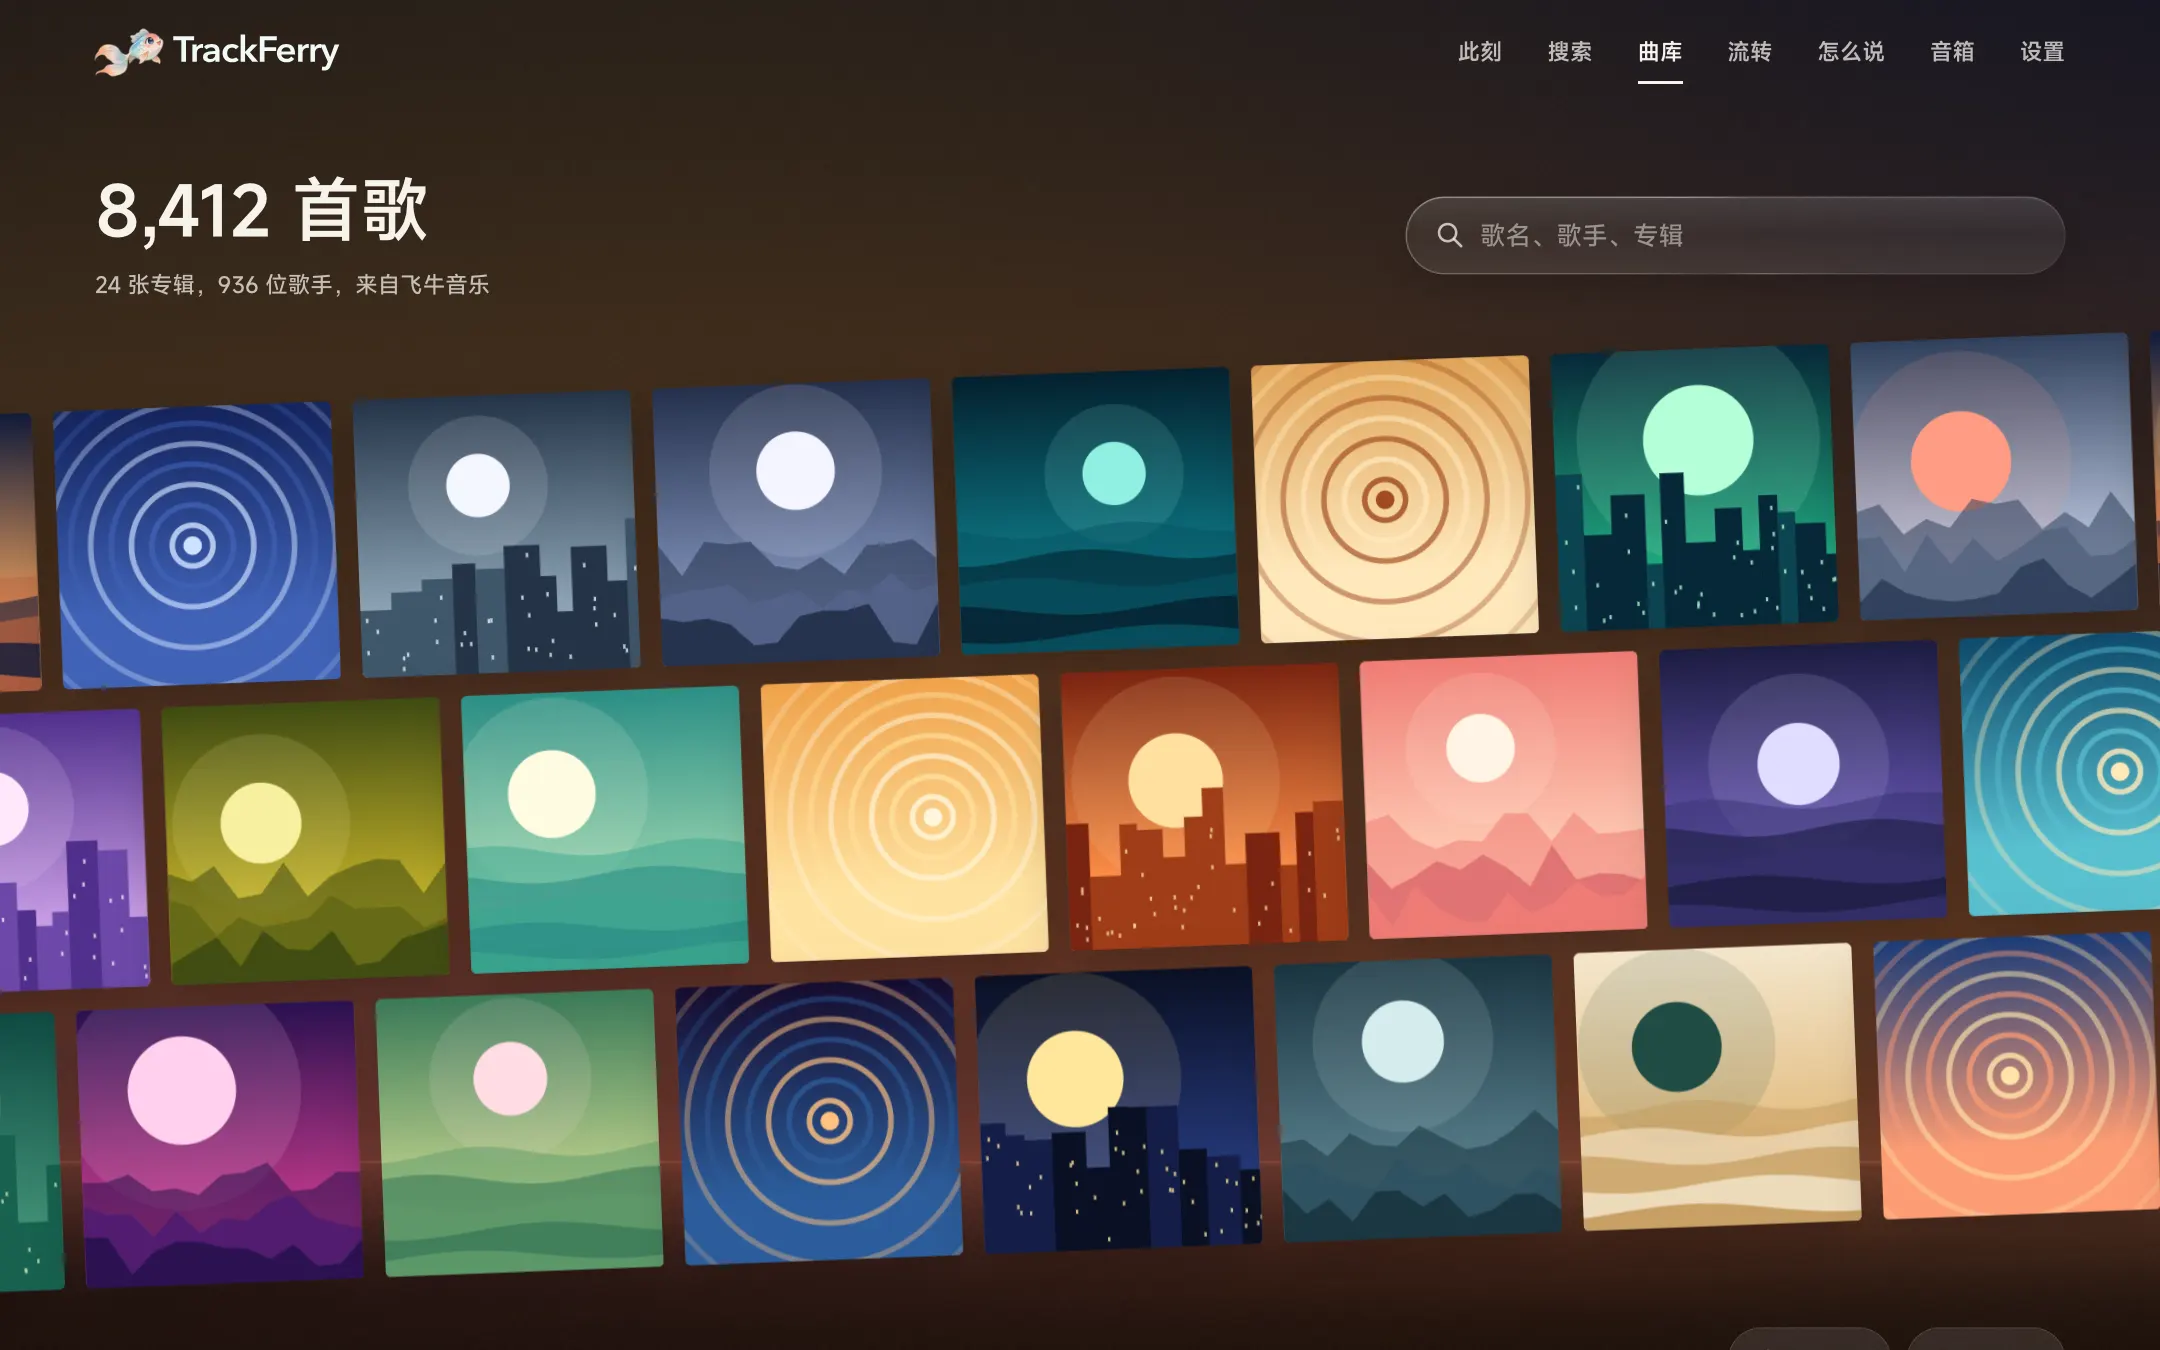 TrackFerry
此刻 搜索 曲库 流转 怎么说 音箱 设置
8,412 首歌
24 张专辑，936 位歌手，来自飞牛音乐
歌名、歌手、专辑